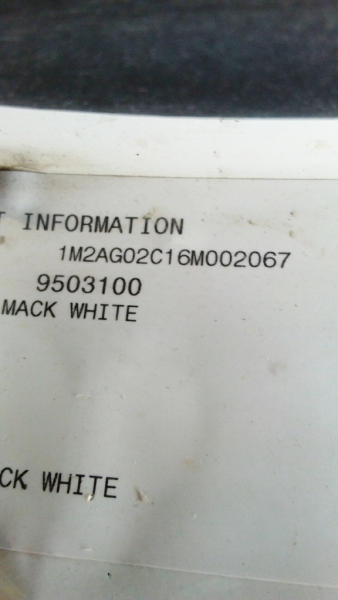 T INFORMATION
1M2AG02C16M002067
9503100
MACK WHITE
CK WHITE